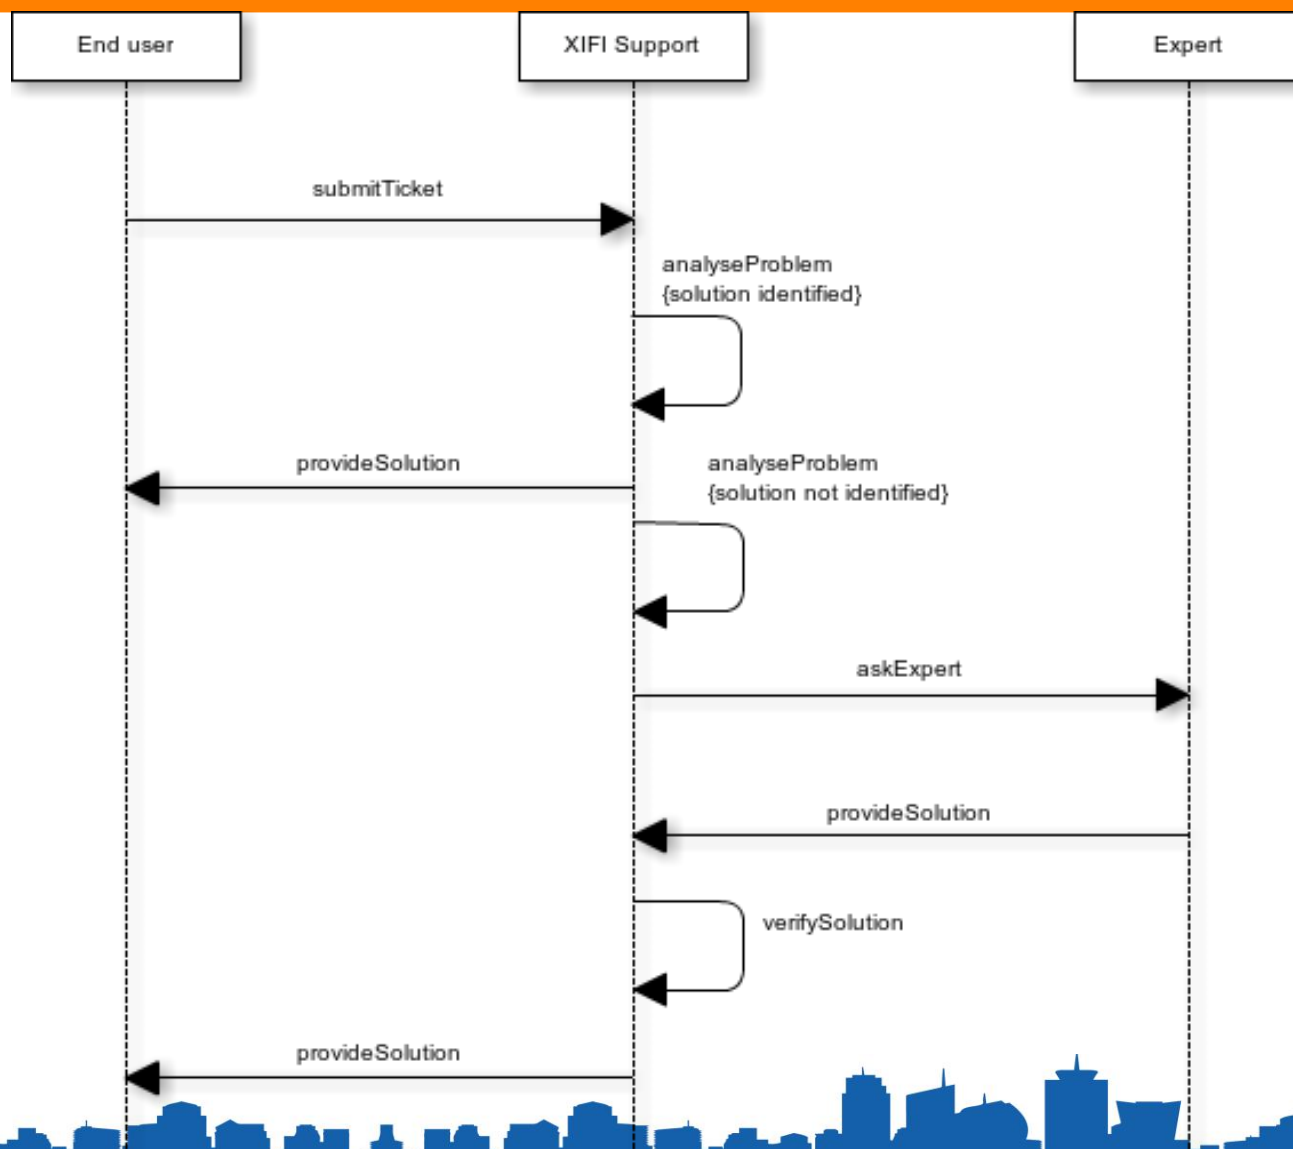 End user
XIFI Support
Expert
submitTicket
analyseProblem
{solution identified}
provideSolution
analyseProblem
{solution not identified}
askExpert
provideSolution
verifySolution
provideSolution